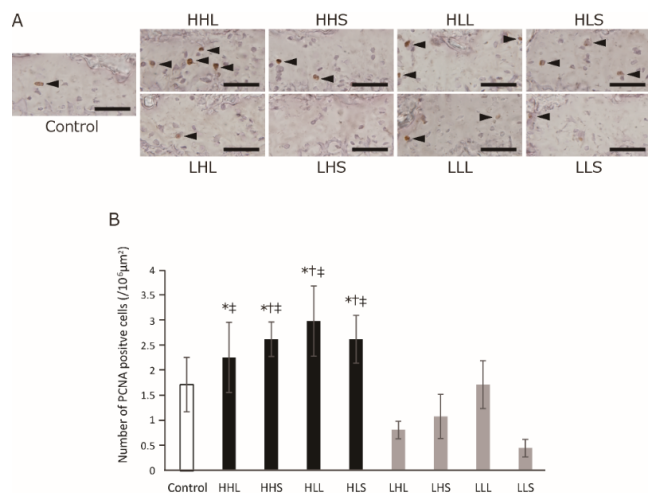 A
HHL HHS HLL HLS
Control
LHL LHS LLL LLS
B
Number of PCNA positve cells (/10⁶μm²)
4
3.5
3
2.5
2
1.5
1
0.5
0
*‡ *†‡ *†‡ *†‡
Control HHL HHS HLL HLS LHL LHS LLL LLS